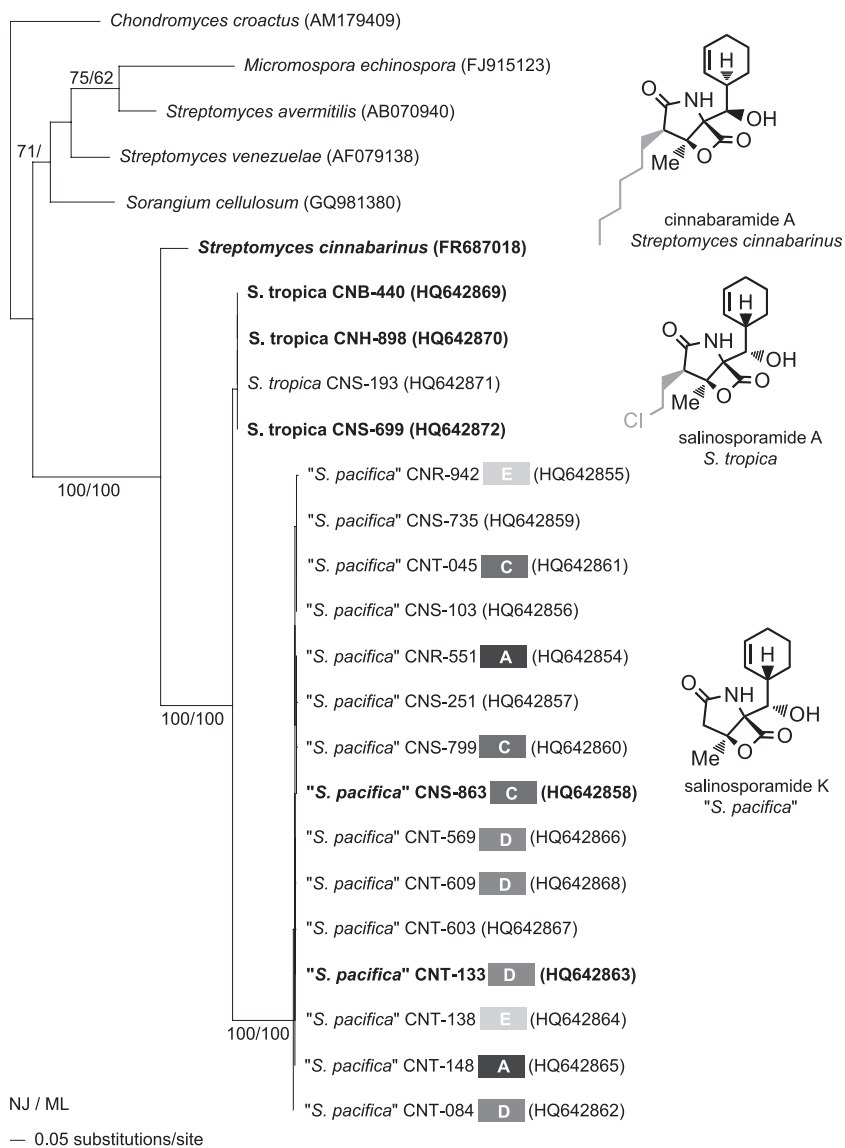 Chondromyces croactus (AM179409)
75/62
Micromospora echinospora (FJ915123)
Streptomyces avermitilis (AB070940)
71/
Streptomyces venezuelae (AF079138)
Sorangium cellulosum (GQ981380)
Streptomyces cinnabarinus (FR687018)
S. tropica CNB-440 (HQ642869)
S. tropica CNH-898 (HQ642870)
S. tropica CNS-193 (HQ642871)
S. tropica CNS-699 (HQ642872)
100/100
"S. pacifica" CNR-942 E (HQ642855)
"S. pacifica" CNS-735 (HQ642859)
"S. pacifica" CNT-045 C (HQ642861)
"S. pacifica" CNS-103 (HQ642856)
"S. pacifica" CNR-551 A (HQ642854)
"S. pacifica" CNS-251 (HQ642857)
100/100
"S. pacifica" CNS-799 C (HQ642860)
"S. pacifica" CNS-863 C (HQ642858)
"S. pacifica" CNT-569 D (HQ642866)
"S. pacifica" CNT-609 D (HQ642868)
"S. pacifica" CNT-603 (HQ642867)
"S. pacifica" CNT-133 D (HQ642863)
"S. pacifica" CNT-138 E (HQ642864)
100/100
"S. pacifica" CNT-148 A (HQ642865)
"S. pacifica" CNT-084 D (HQ642862)
NJ / ML
0.05 substitutions/site
H
O
NH
OH
Me
O
O
cinnabaramide A
Streptomyces cinnabarinus
H
O
NH
OH
Me
O
O
Cl
salinosporamide A
S. tropica
H
O
NH
OH
Me
O
O
salinosporamide K
"S. pacifica"